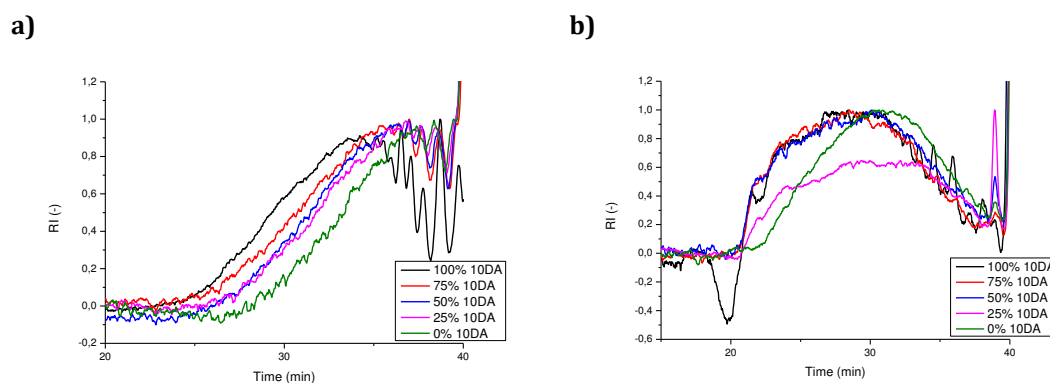 a)
b)
1,2
1,0
0,8
0,6
0,4
0,2
0,0
-0,2
RI (-)
20
30
40
Time (min)
100% 10DA
75% 10DA
50% 10DA
25% 10DA
0% 10DA
1,2
1,0
0,8
0,6
0,4
0,2
0,0
-0,2
-0,4
-0,6
RI (-)
20
30
40
Time (min)
100% 10DA
75% 10DA
50% 10DA
25% 10DA
0% 10DA